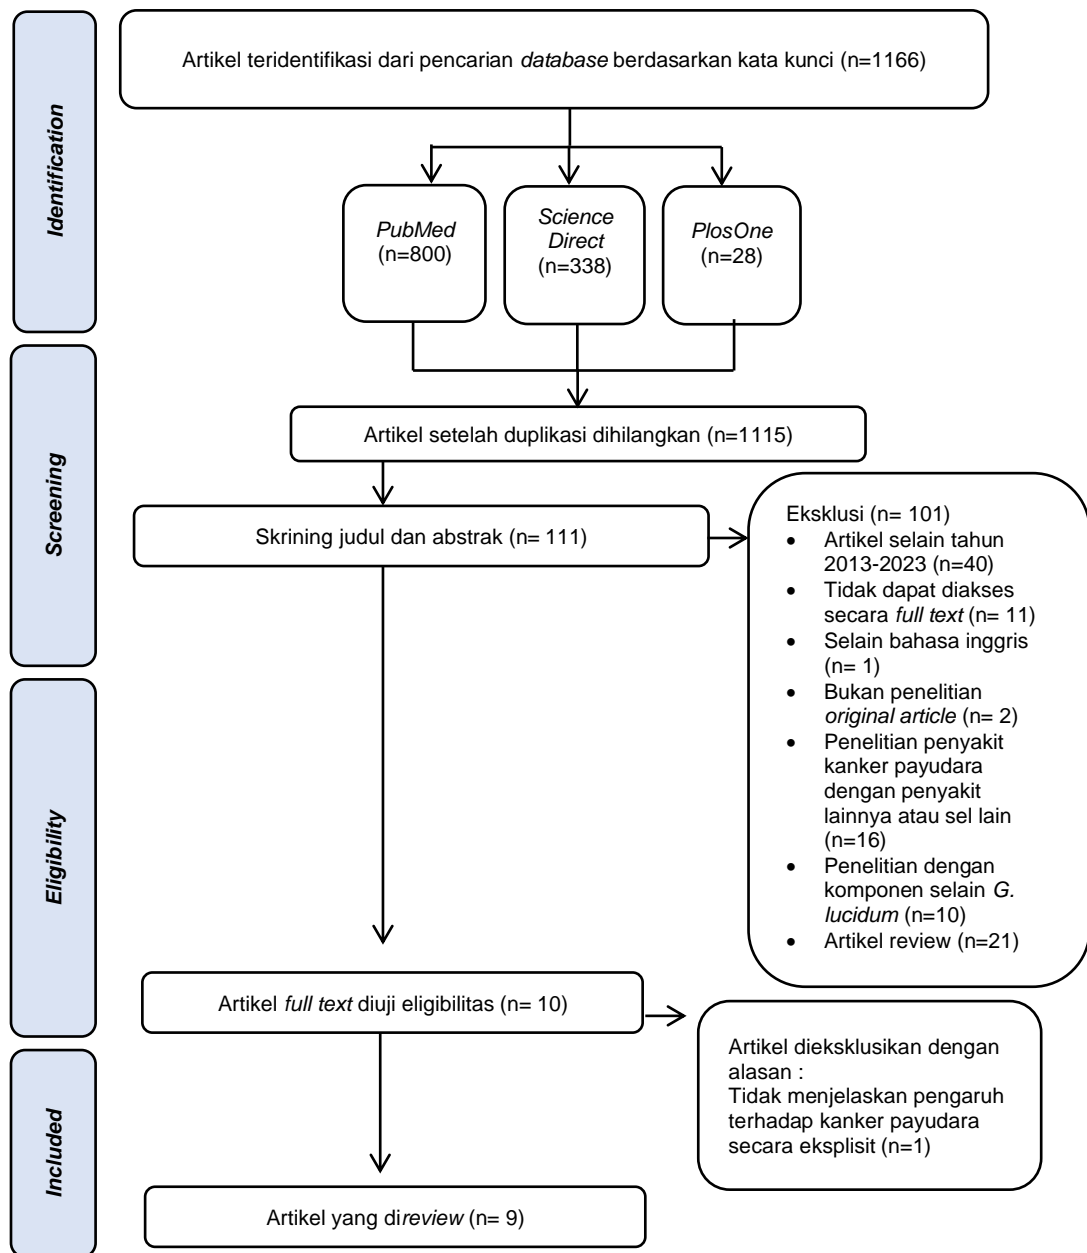 Identification
Artikel teridentifikasi dari pencarian database berdasarkan kata kunci (n=1166)
PubMed
(n=800)
Science
Direct
(n=338)
PlosOne
(n=28)
Screening
Artikel setelah duplikasi dihilangkan (n=1115)
Skrining judul dan abstrak (n= 111)
Eksklusi (n= 101)
• Artikel selain tahun
2013-2023 (n=40)
• Tidak dapat diakses
secara full text (n= 11)
• Selain bahasa inggris
(n= 1)
• Bukan penelitian
original article (n= 2)
• Penelitian penyakit
kanker payudara
dengan penyakit
lainnya atau sel lain
(n=16)
• Penelitian dengan
komponen selain G.
lucidum (n=10)
• Artikel review (n=21)
Eligibility
Artikel full text diuji eligibilitas (n= 10)
Artikel dieksklusikan dengan
alasan :
Tidak menjelaskan pengaruh
terhadap kanker payudara
secara eksplisit (n=1)
Included
Artikel yang direview (n= 9)